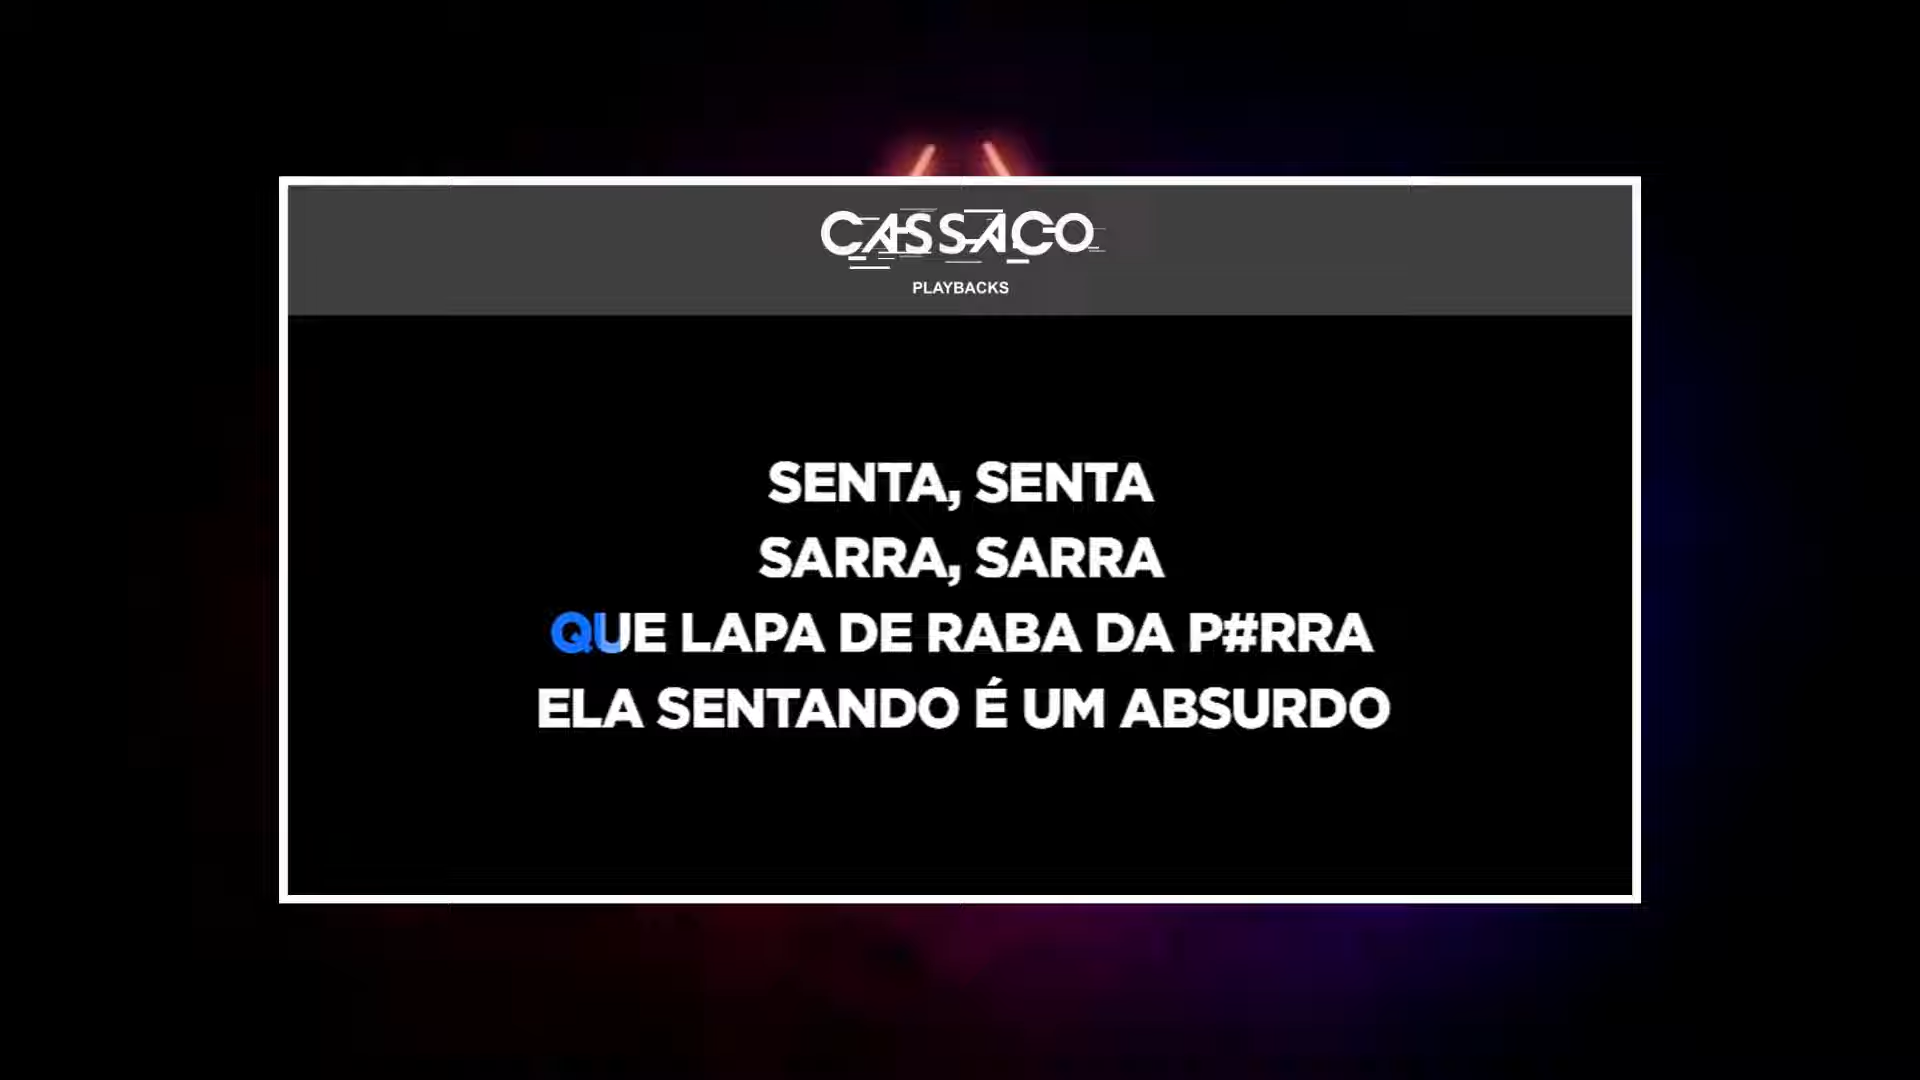 CASSACO
PLAYBACKS
SENTA, SENTA
SARRA, SARRA
QUE LAPA DE RABA DA P#RRA
ELA SENTANDO É UM ABSURDO